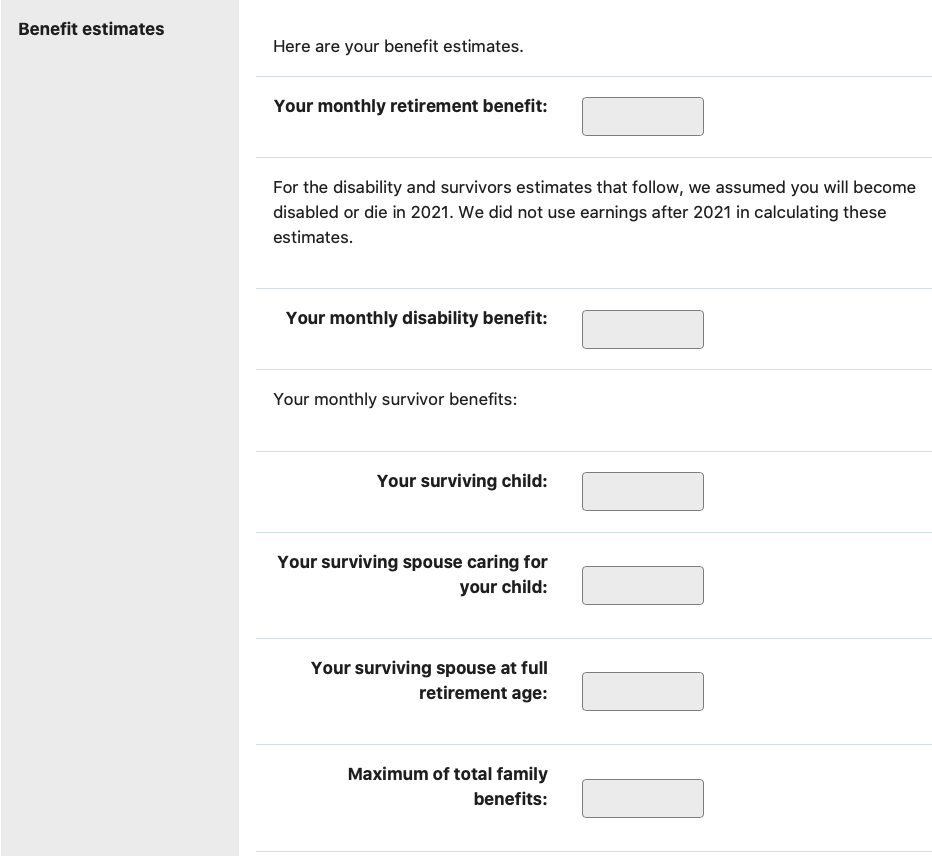 Benefit estimates
Here are your benefit estimates.
Your monthly retirement benefit:
For the disability and survivors estimates that follow, we assumed you will become
disabled or die in 2021. We did not use earnings after 2021 in calculating these
estimates.
Your monthly disability benefit:
Your monthly survivor benefits:
Your surviving child:
Your surviving spouse caring for
your child:
Your surviving spouse at full
retirement age:
Maximum of total family
benefits: